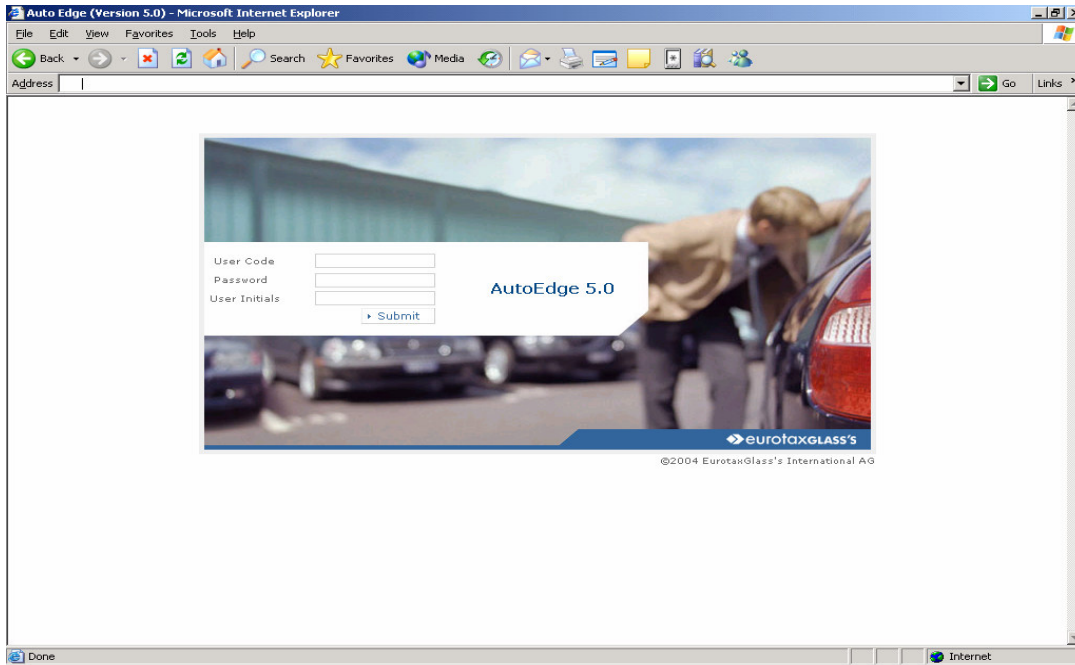 Auto Edge (Version 5.0) - Microsoft Internet Explorer
File Edit View Favorites Tools Help
Back Search Favorites Media
Address Go Links
User Code
Password AutoEdge 5.0
User Initials
Submit
eurotaxGLASS'S
©2004 EurotaxGlass's International AG
Done Internet